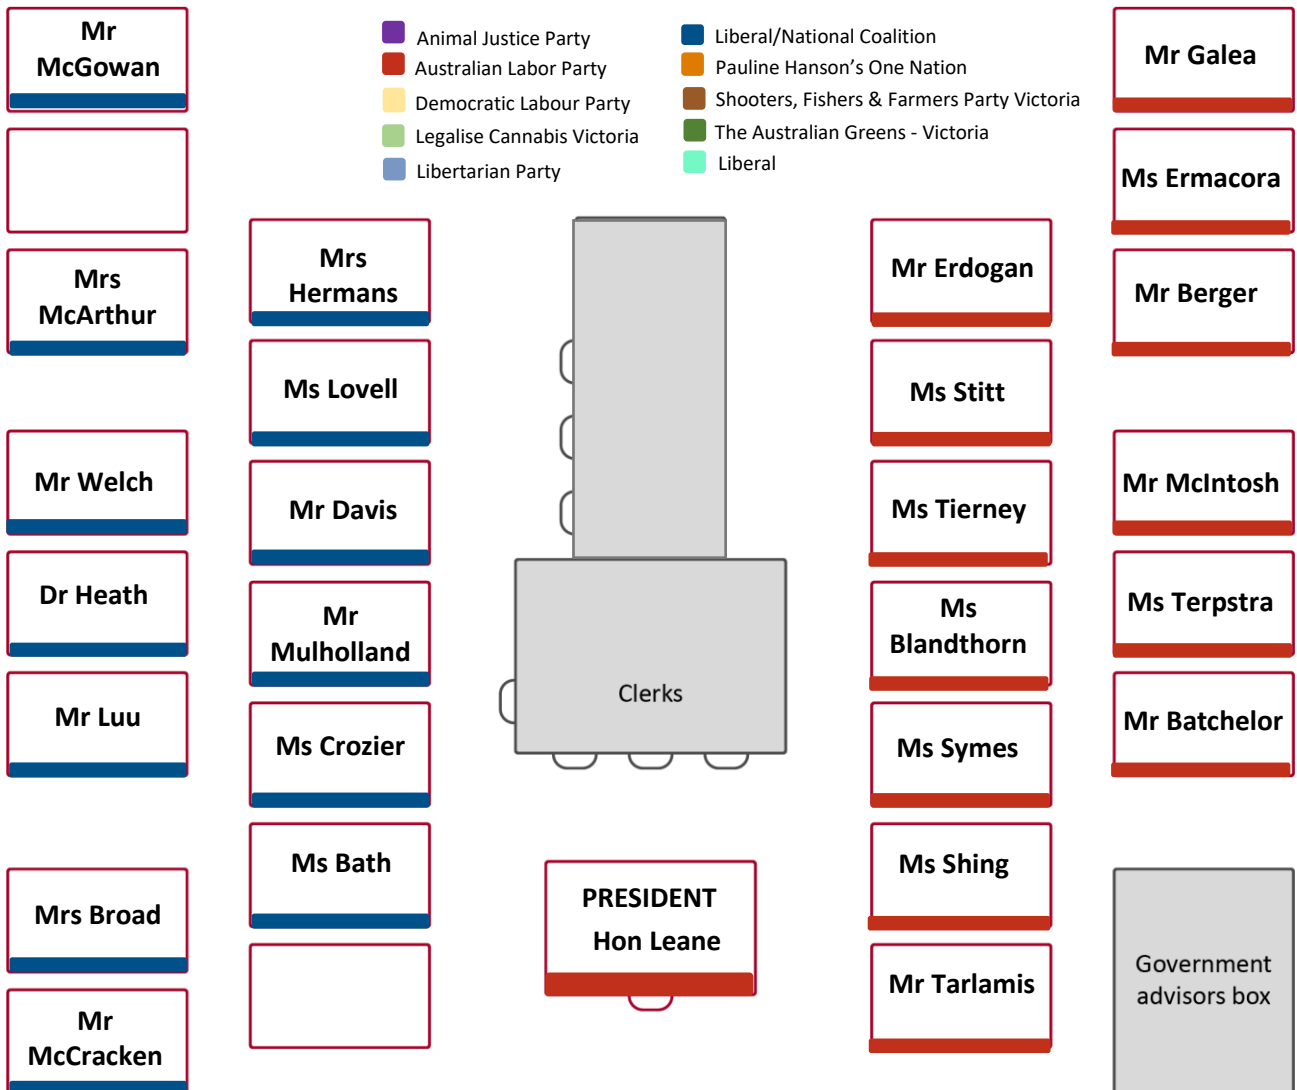 Mr
McGowan
Animal Justice Party
Australian Labor Party
Democratic Labour Party
Legalise Cannabis Victoria
Libertarian Party
Liberal/National Coalition
Pauline Hanson's One Nation
Shooters, Fishers & Farmers Party Victoria
The Australian Greens - Victoria
Liberal
Mr Galea
Ms Ermacora
Mrs
McArthur
Mrs
Hermans
Mr Erdogan
Mr Berger
Ms Lovell
Ms Stitt
Mr Welch
Mr Davis
Ms Tierney
Mr McIntosh
Dr Heath
Mr
Mulholland
Ms
Blandthorn
Ms Terpstra
Mr Luu
Ms Crozier
Clerks
Ms Symes
Mr Batchelor
Mrs Broad
Ms Bath
PRESIDENT
Hon Leane
Ms Shing
Mr Tarlamis
Government
advisors box
Mr
McCracken